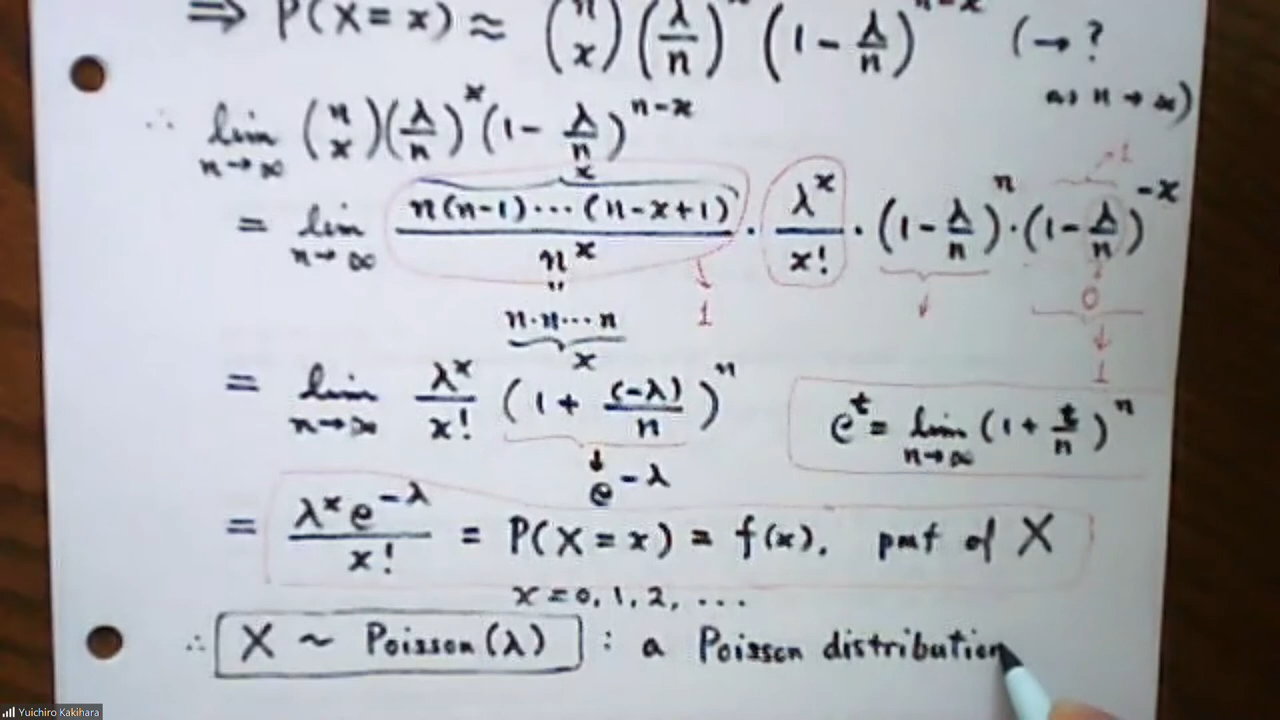 ⇒ P(X = x) ≈ (n x)(λ/n)^x (1 - λ/n)^(n-x) (→ ?
as n → ∞)
∴ lim n→∞ (n x)(λ/n)^x (1 - λ/n)^(n-x)
= lim n→∞ n(n-1)···(n-x+1)/n^x · λ^x/x! · (1 - λ/n)^n · (1 - λ/n)^(-x)
x
→ 1
" n·n···n x
↓ 1
↓
↓ 0 ↓ 1
= lim n→∞ λ^x/x! (1 + (-λ)/n)^n
↓ e^(-λ)
e^t = lim n→∞ (1 + t/n)^n
= λ^x e^(-λ)/x! = P(X = x) = f(x), pmf of X
x = 0, 1, 2, ...
∴ X ~ Poisson(λ) : a Poisson distribution
Yuichiro Kakihara